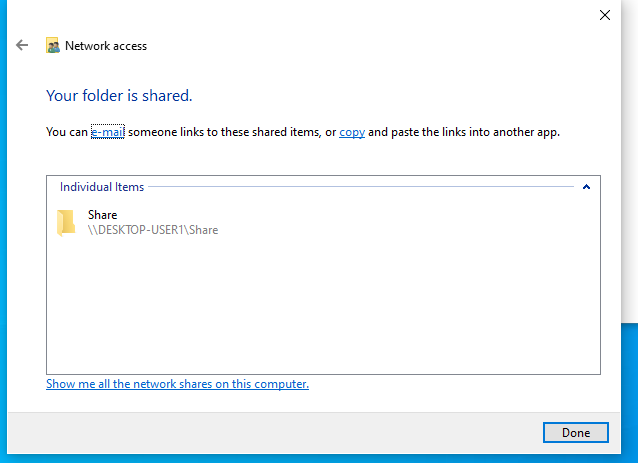 Network access
Your folder is shared.
You can e-mail someone links to these shared items, or copy and paste the links into another app.
Individual Items
Share
\\DESKTOP-USER1\Share
Show me all the network shares on this computer.
Done